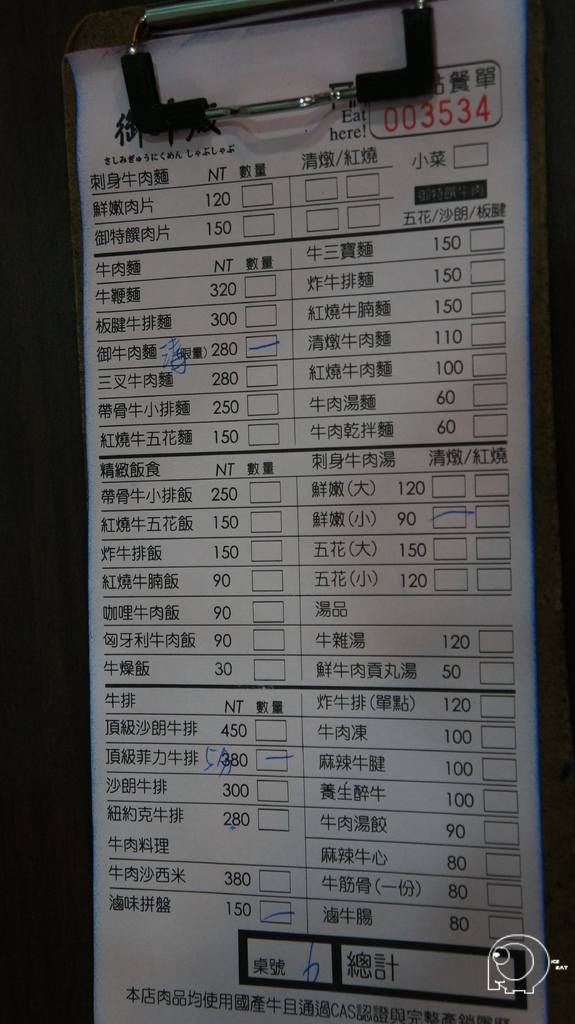 點餐單
Eat here!
003534
さしみぎゅうにくめん しゃぶしゃぶ
刺身牛肉麵 NT 數量 清燉/紅燒 小菜
鮮嫩肉片 120
御特饌牛肉
御特饌肉片 150 五花/沙朗/板腱
牛肉麵 NT 數量
牛鞭麵 320
板腱牛排麵 300
御牛肉麵 清 (限量) 280 一
三叉牛肉麵 280
帶骨牛小排麵 250
紅燒牛五花麵 150
牛三寶麵 150
炸牛排麵 150
紅燒牛腩麵 150
清燉牛肉麵 110
紅燒牛肉麵 100
牛肉湯麵 60
牛肉乾拌麵 60
精緻飯食 NT 數量
帶骨牛小排飯 250
紅燒牛五花飯 150
炸牛排飯 150
紅燒牛腩飯 90
咖哩牛肉飯 90
匈牙利牛肉飯 90
牛燥飯 30
刺身牛肉湯 清燉/紅燒
鮮嫩(大) 120
鮮嫩(小) 90 一
五花(大) 150
五花(小) 120
湯品
牛雜湯 120
鮮牛肉貢丸湯 50
牛排 NT 數量
頂級沙朗牛排 450
頂級菲力牛排 5分 380 一
沙朗牛排 300
紐約克牛排 280
牛肉料理
牛肉沙西米 380
滷味拼盤 150 一
炸牛排(單點) 120
牛肉凍 100
麻辣牛腱 100
養生醉牛 100
牛肉湯餃 90
麻辣牛心 80
牛筋骨(一份) 80
滷牛腸 80
桌號 6 總計
本店肉品均使用國產牛且通過CAS認證與完整產銷履歷
ICE
EAT